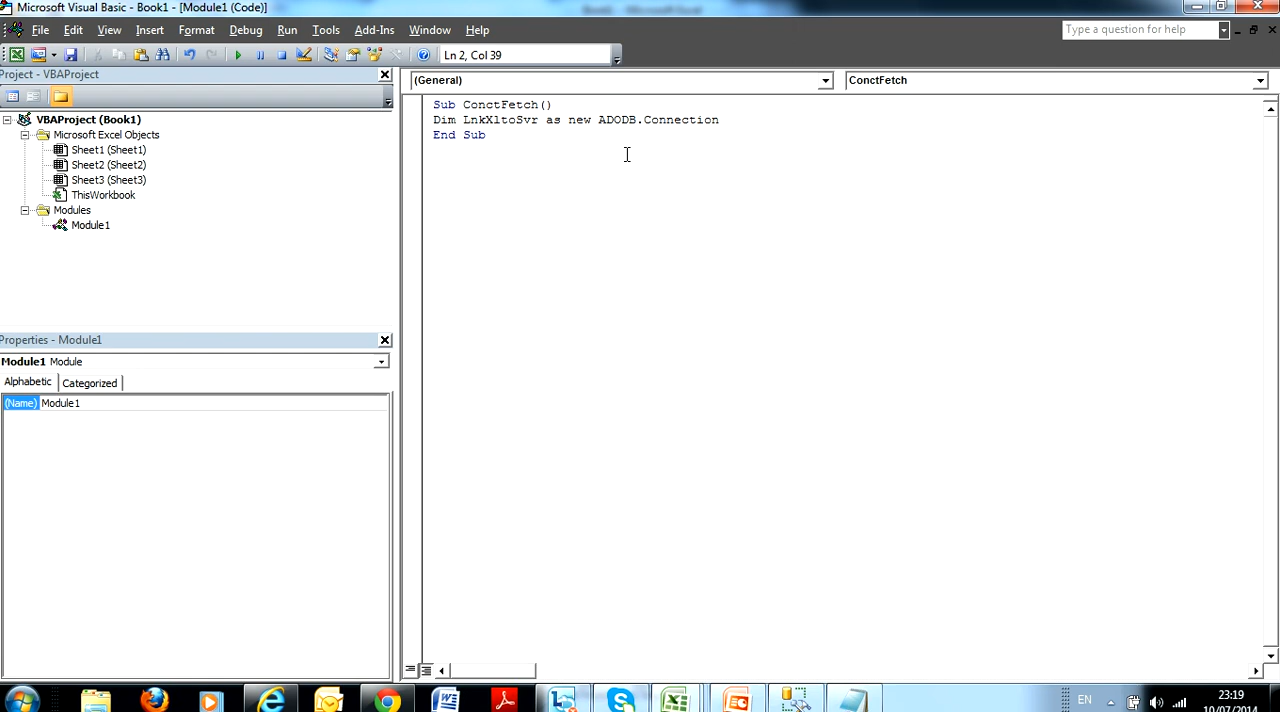 Microsoft Visual Basic - Book1 - [Module1 (Code)]
File Edit View Insert Format Debug Run Tools Add-Ins Window Help
Type a question for help
Ln 2, Col 39
Project - VBAProject
(General)
ConctFetch
VBAProject (Book1)
Microsoft Excel Objects
Sheet1 (Sheet1)
Sheet2 (Sheet2)
Sheet3 (Sheet3)
ThisWorkbook
Modules
Module1
Sub ConctFetch()
Dim LnkXltoSvr as new ADODB.Connection
End Sub
Properties - Module1
Module1 Module
Alphabetic Categorized
(Name) Module1
EN
23:19
10/07/2014